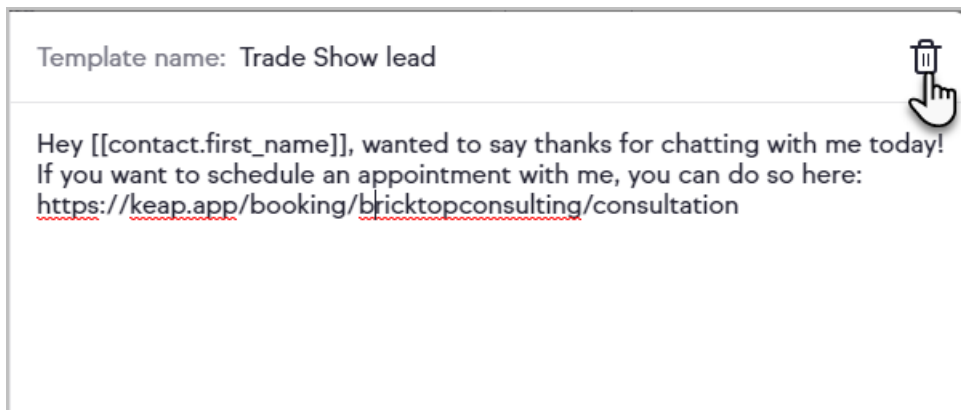 Template name: Trade Show lead
Hey [[contact.first_name]], wanted to say thanks for chatting with me today!
If you want to schedule an appointment with me, you can do so here:
https://keap.app/booking/bricktopconsulting/consultation